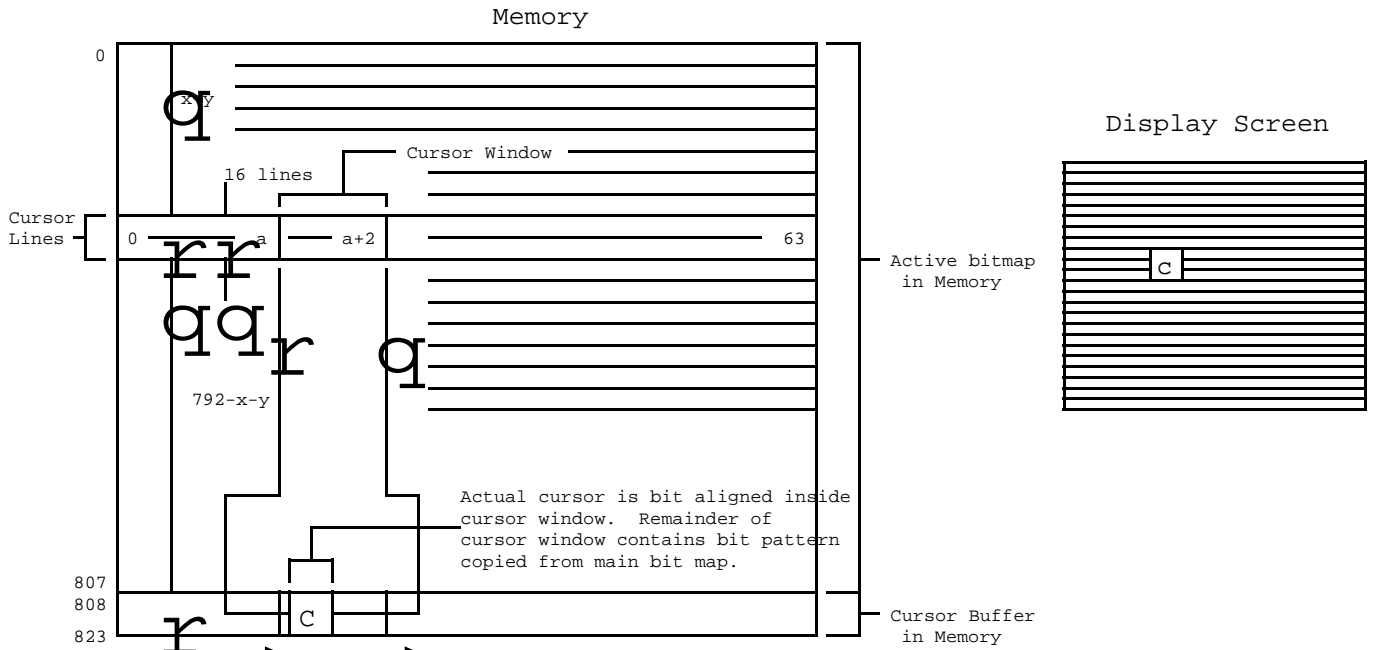 Memory
0
q
x-y
Display Screen
Cursor Window
16 lines
Cursor
Lines
0 a a+2 63
rr
Active bitmap
in Memory
C
qq
r q
792-x-y
Actual cursor is bit aligned inside
cursor window. Remainder of
cursor window contains bit pattern
copied from main bit map.
807
808
C
Cursor Buffer
in Memory
823
r